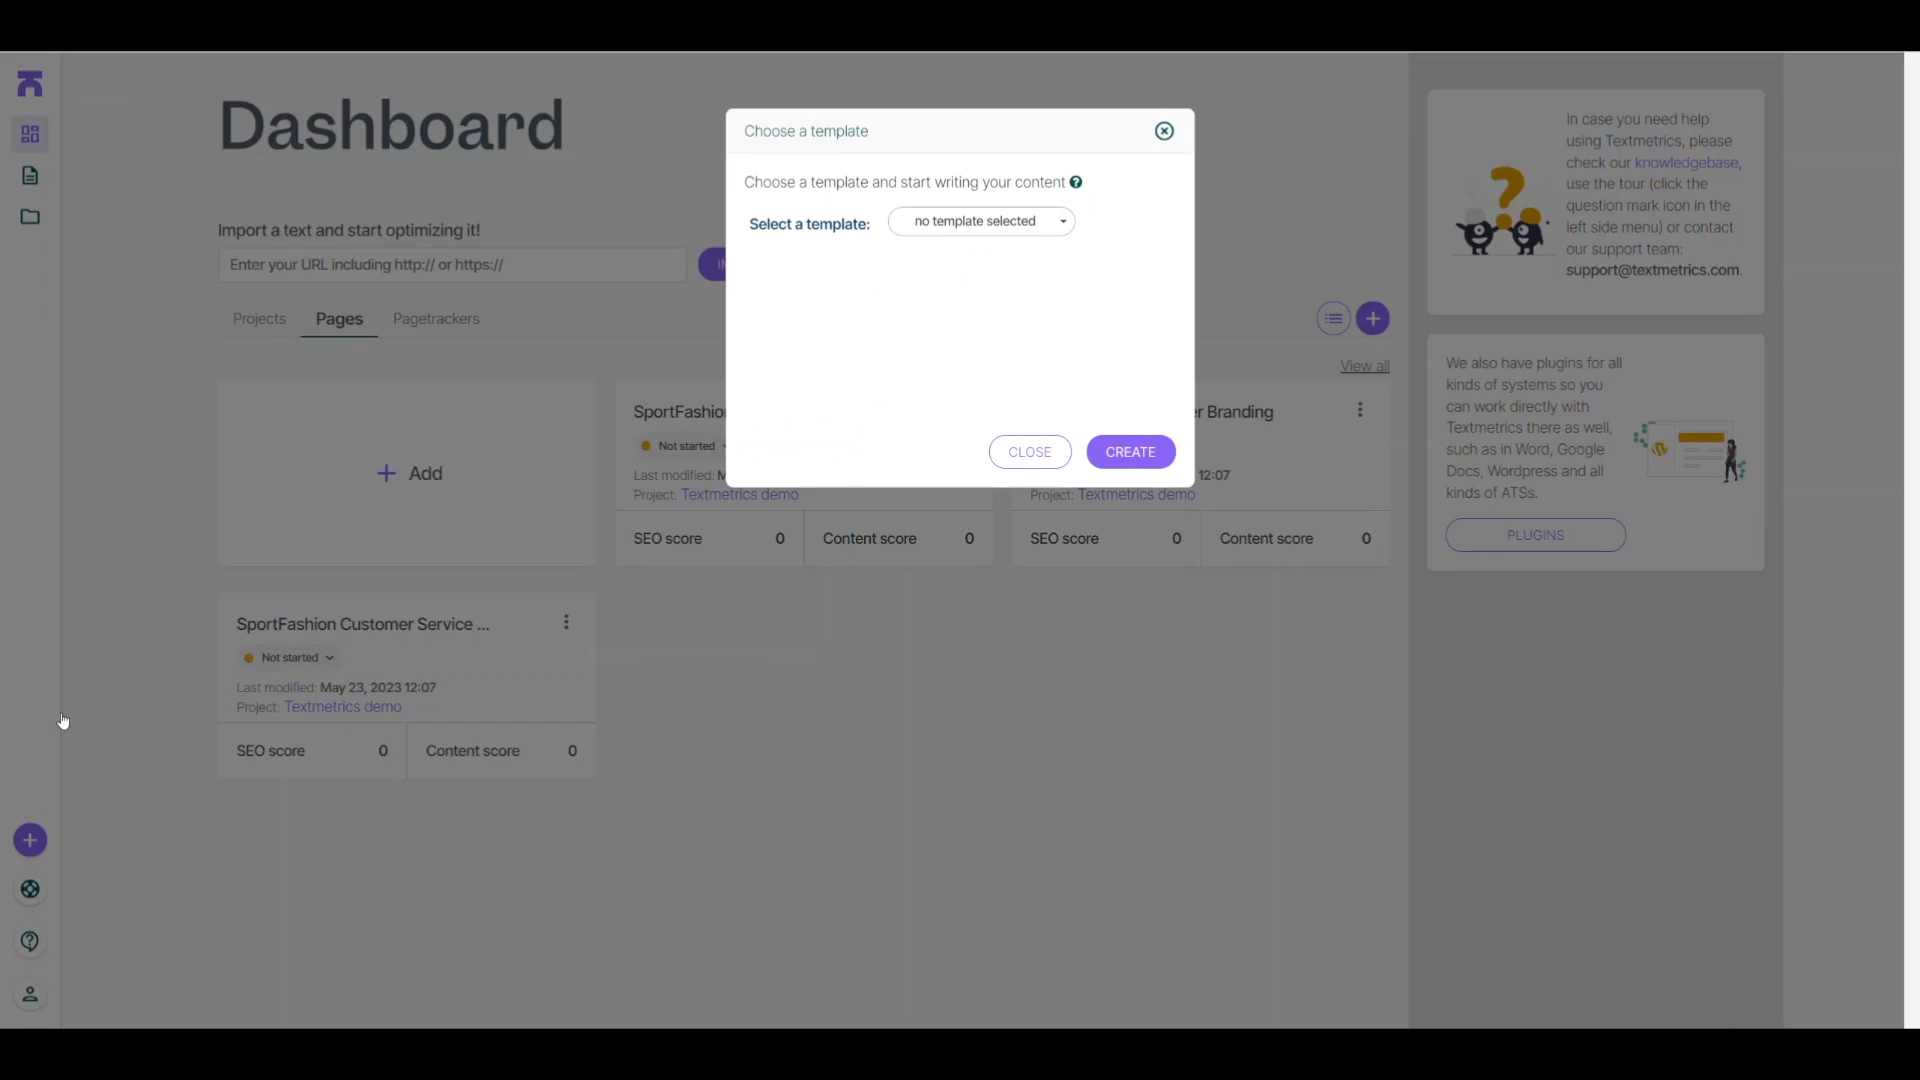 Dashboard
Import a text and start optimizing it!
Enter your URL including http:// or https://
Projects
Pages
Pagetrackers
View all
Add
SportFashio
Not started
Last modified: M
Project: Textmetrics demo
SEO score 0
Content score 0
r Branding
12:07
Project: Textmetrics demo
SEO score 0
Content score 0
SportFashion Customer Service ...
Not started
Last modified: May 23, 2023 12:07
Project: Textmetrics demo
SEO score 0
Content score 0
Choose a template
Choose a template and start writing your content
Select a template:
no template selected
CLOSE
CREATE
In case you need help
using Textmetrics, please
check our knowledgebase,
use the tour (click the
question mark icon in the
left side menu) or contact
our support team:
support@textmetrics.com.
We also have plugins for all
kinds of systems so you
can work directly with
Textmetrics there as well,
such as in Word, Google
Docs, Wordpress and all
kinds of ATSs.
PLUGINS